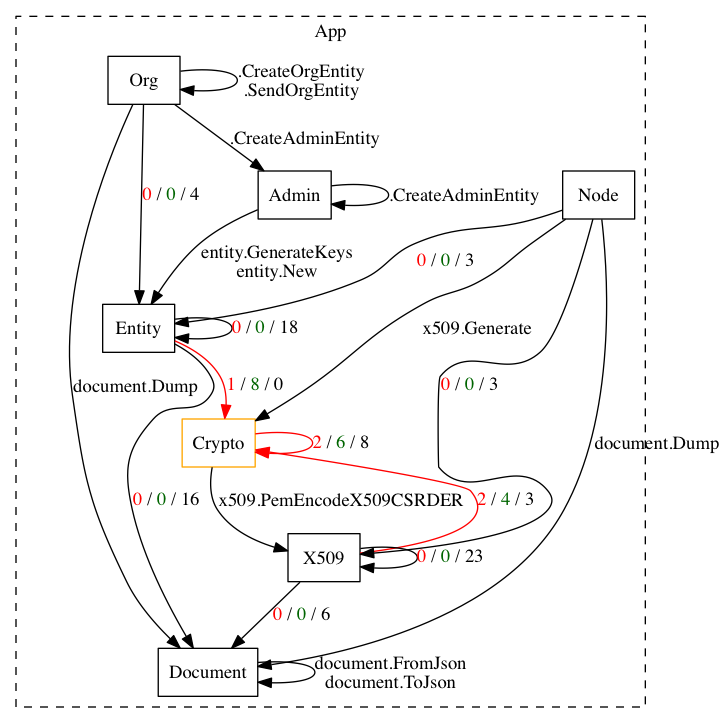 App
Org
.CreateOrgEntity
.SendOrgEntity
.CreateAdminEntity
0 / 0 / 4
Admin
.CreateAdminEntity
Node
entity.GenerateKeys
entity.New
0 / 0 / 3
Entity
0 / 0 / 18
x509.Generate
document.Dump
1 / 8 / 0
0 / 0 / 3
Crypto
2 / 6 / 8
document.Dump
0 / 0 / 16
x509.PemEncodeX509CSRDER
2 / 4 / 3
X509
0 / 0 / 23
0 / 0 / 6
Document
document.FromJson
document.ToJson